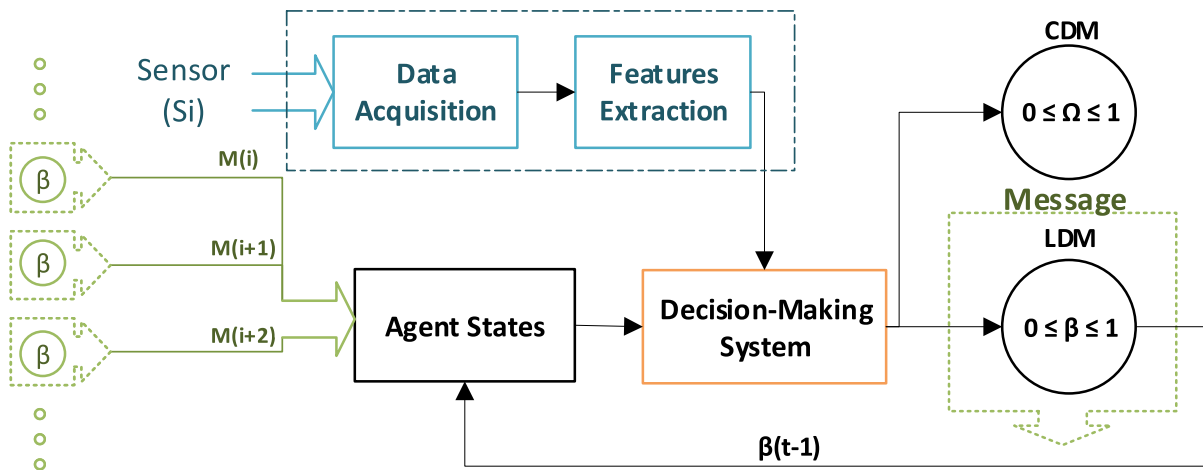 CDM
Sensor
(Si)
Data
Acquisition
Features
Extraction
0 ≤ Ω ≤ 1
M(i)
β
Message
M(i+1)
LDM
β
Agent States
Decision-Making
System
0 ≤ β ≤ 1
M(i+2)
β
β(t-1)